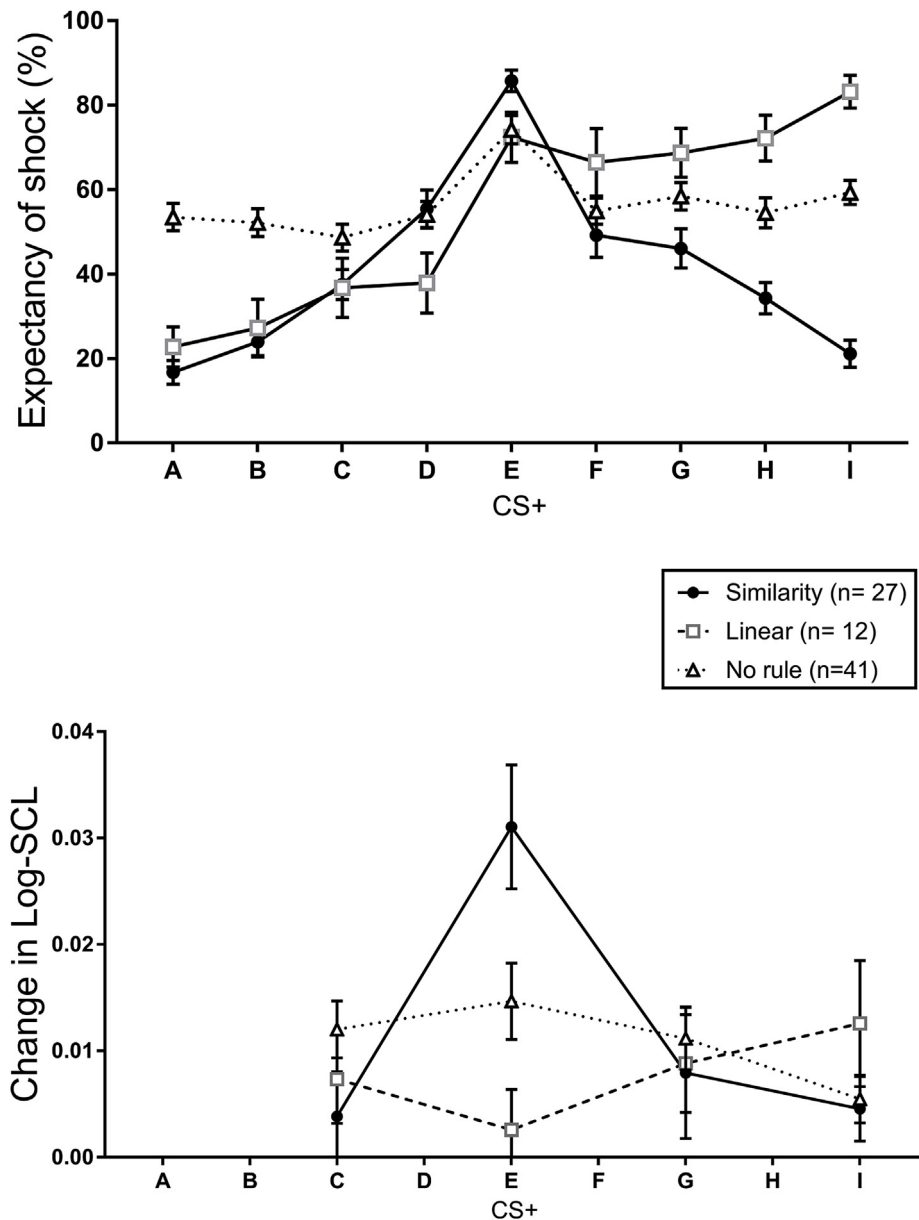 Expectancy of shock (%)
100
80
60
40
20
0
A B C D E F G H I
CS+
Similarity (n= 27)
Linear (n= 12)
No rule (n=41)
Change in Log-SCL
0.04
0.03
0.02
0.01
0.00
A B C D E F G H I
CS+